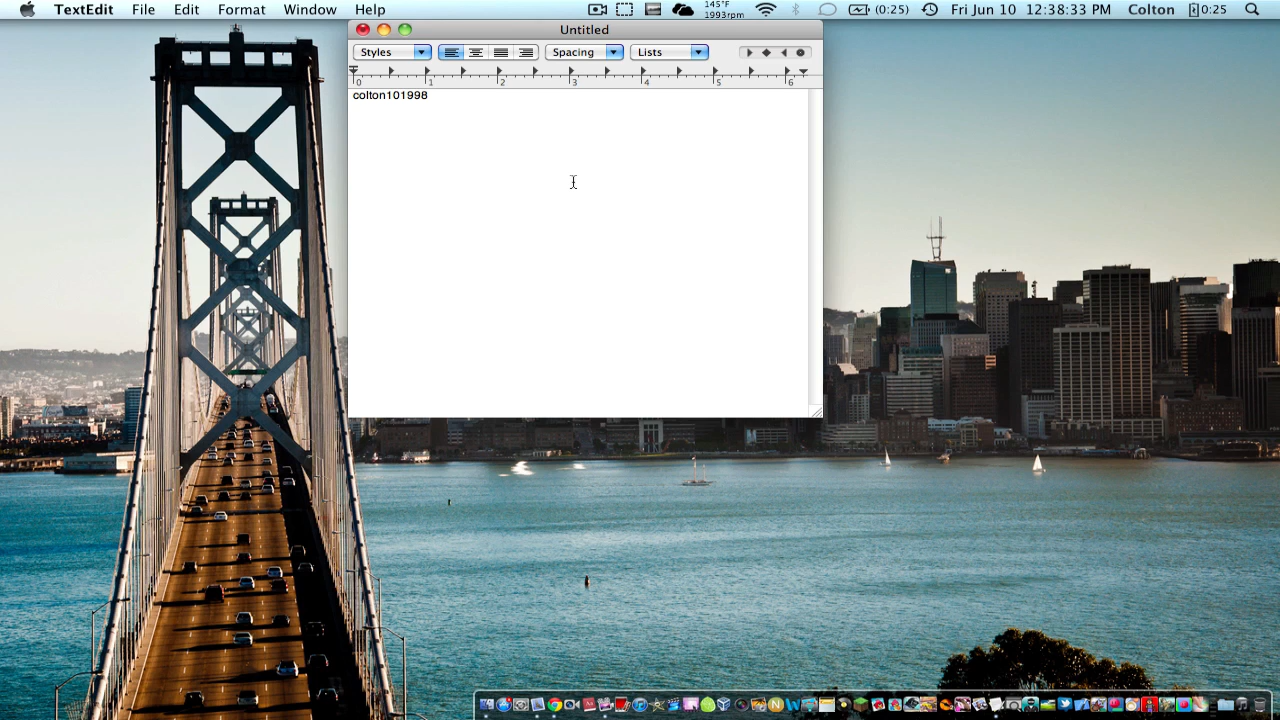 TextEdit File Edit Format Window Help 145°F 1993rpm (0:25) Fri Jun 10 12:38:33 PM Colton 0:25
Untitled
Styles Spacing Lists
0 1 2 3 4 5 6
colton101998